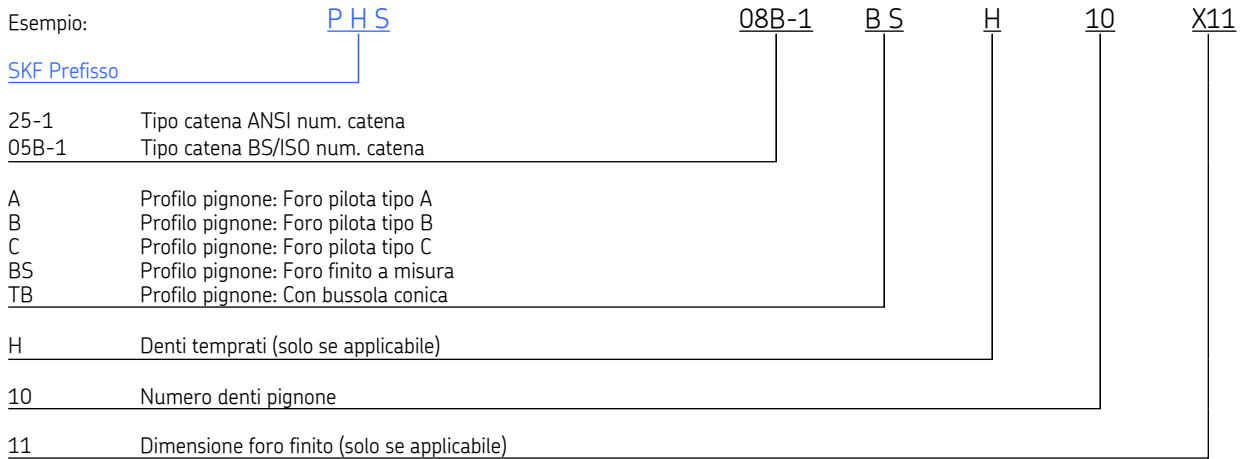 Esempio: P H S 08B-1 B S H 10 X11
SKF Prefisso
25-1 Tipo catena ANSI num. catena
05B-1 Tipo catena BS/ISO num. catena
A Profilo pignone: Foro pilota tipo A
B Profilo pignone: Foro pilota tipo B
C Profilo pignone: Foro pilota tipo C
BS Profilo pignone: Foro finito a misura
TB Profilo pignone: Con bussola conica
H Denti temprati (solo se applicabile)
10 Numero denti pignone
11 Dimensione foro finito (solo se applicabile)